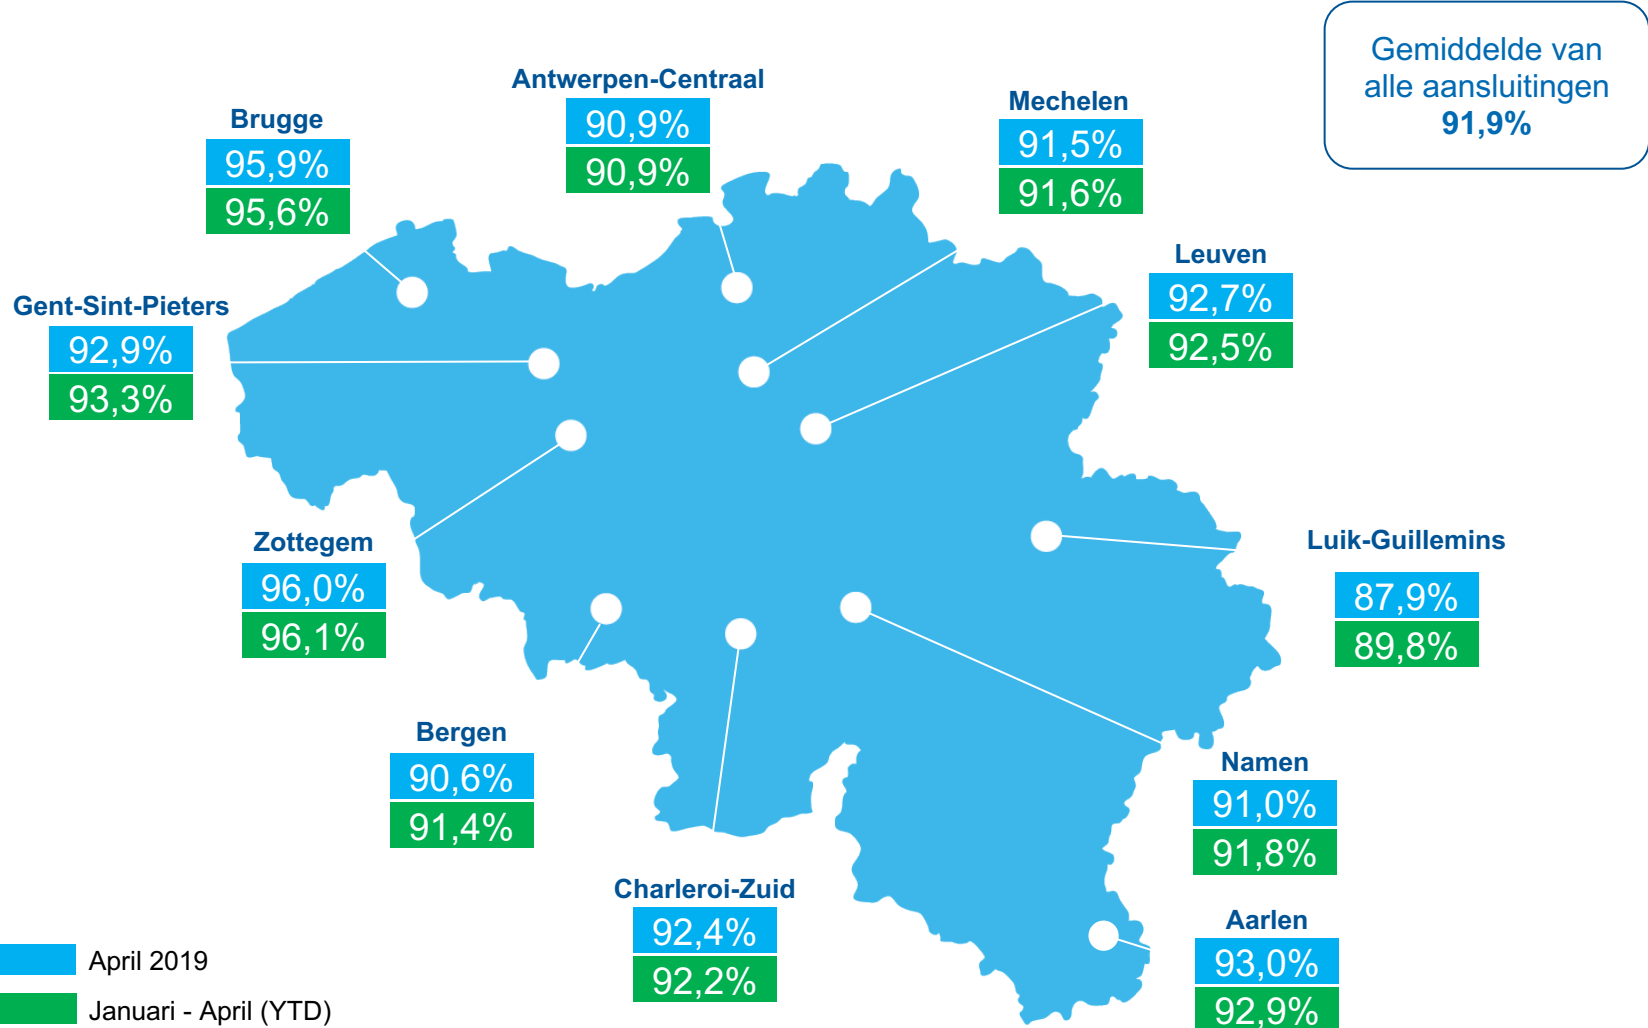 Gemiddelde van
alle aansluitingen
91,9%
Antwerpen-Centraal
90,9%
90,9%
Mechelen
91,5%
91,6%
Brugge
95,9%
95,6%
Leuven
92,7%
92,5%
Gent-Sint-Pieters
92,9%
93,3%
Zottegem
96,0%
96,1%
Luik-Guillemins
87,9%
89,8%
Bergen
90,6%
91,4%
Namen
91,0%
91,8%
Charleroi-Zuid
92,4%
92,2%
Aarlen
93,0%
92,9%
April 2019
Januari - April (YTD)